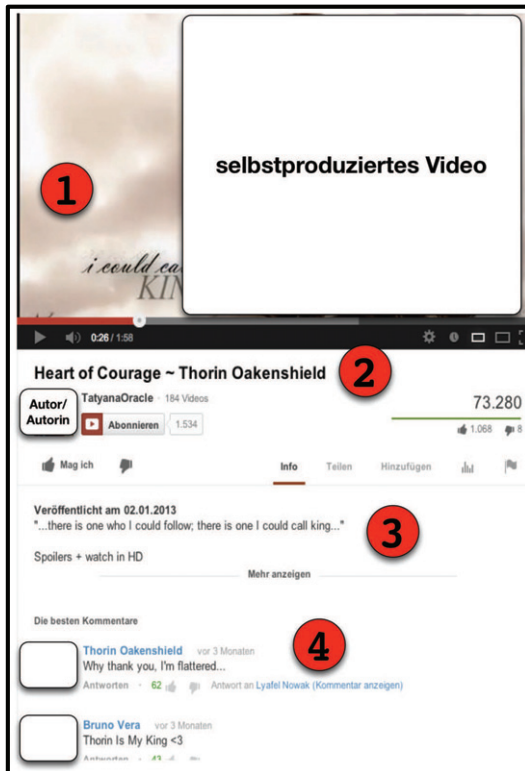 selbstproduziertes Video
1
i could ca
KIN
0:26 / 1:58
Heart of Courage ~ Thorin Oakenshield
2
Autor/
Autorin
TatyanaOracle · 184 Videos
Abonnieren 1.534
73.280
1.068 8
Mag ich
Info Teilen Hinzufügen
Veröffentlicht am 02.01.2013
"...there is one who I could follow; there is one I could call king..."
3
Spoilers + watch in HD
Mehr anzeigen
Die besten Kommentare
4
Thorin Oakenshield vor 3 Monaten
Why thank you, I'm flattered...
Antworten · 62 Antwort an Lyafel Nowak (Kommentar anzeigen)
Bruno Vera vor 3 Monaten
Thorin Is My King <3
Antworten · 43